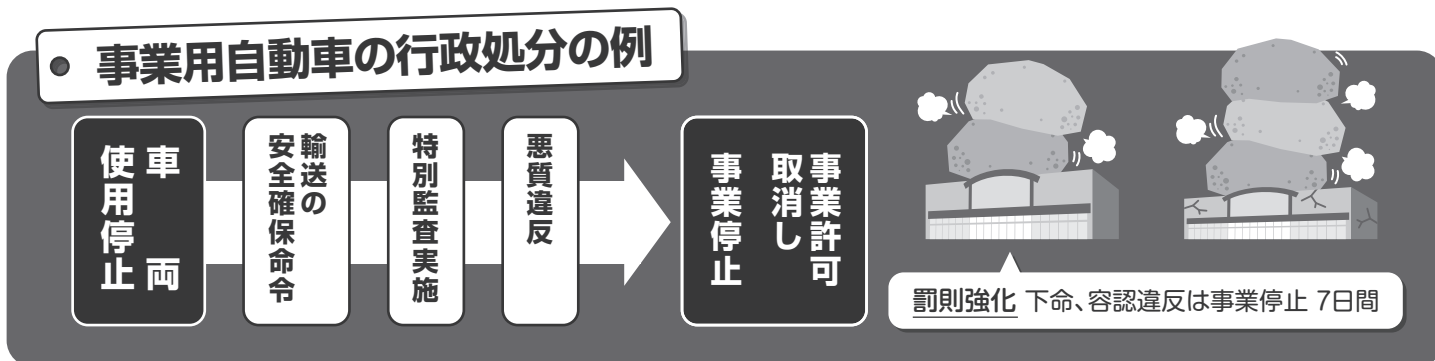 事業用自動車の行政処分の例
車両
使用停止
輸送の
安全確保命令
特別監査実施
悪質違反
事業許可
取消し
事業停止
罰則強化 下命、容認違反は事業停止 7日間